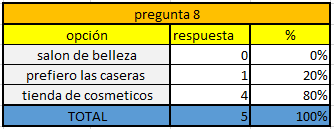 pregunta 8
opción respuesta %
salon de belleza 0 0%
prefiero las caseras 1 20%
tienda de cosmeticos 4 80%
TOTAL 5 100%